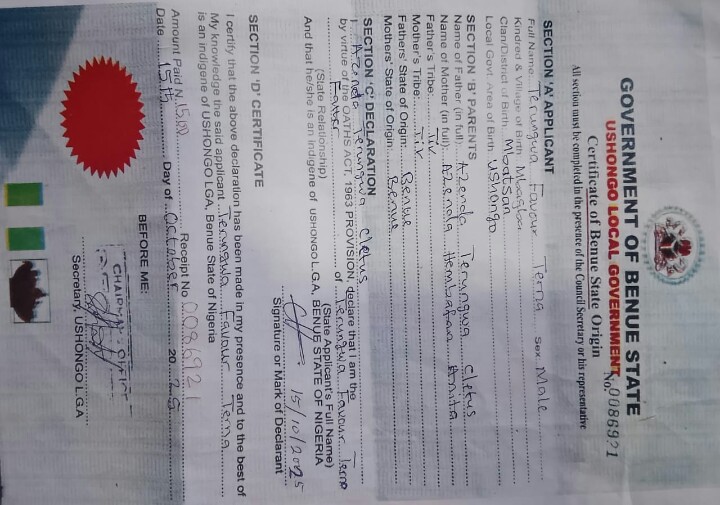 GOVERNMENT OF BENUE STATE
USHONGO LOCAL GOVERNMENT
No. 0086921
Certificate of Benue State Origin
All section must be completed in the presence of the Council Secretary or his representative
SECTION 'A' APPLICANT
Full Name Terungwa Favour Terna sex Male
Kindred & Village of Birth Mbagba
Clan/District of Birth Mbatsan
Local Govt. Area of Birth Ushongo
SECTION 'B' PARENTS
Name of Father (in full) Azenda Terungwa Cletus
Name of Mother (in full) Azenda Hembafan Anita
Father's Tribe Tiv
Mother's Tribe Tiv
Fathers' State of Origin: Benue
Mothers' State of Origin: Benue
SECTION 'C' DECLARATION
I, Azenda Terungwa Cletus
by virtue of the OATHS ACT, 1963 PROVISION, declare that I am the
Father of Terungwa Favour Terna
(State Relationship) (State Applicant's Full Name)
And that he/she is an indigene of USHONGO L.G.A, BENUE STATE OF NIGERIA
15/10/2025
Signature or Mark of Declarant
SECTION 'D' CERTIFICATE
I certify that the above declaration has been made in my presence and to the best of
My knowledge the said applicant Terungwa Favour Terna
is an indigene of USHONGO LGA, Benue State of Nigeria
Amount Paid N Receipt No 0086921
Date 15th Day of October 2025
BEFORE ME:
CHAIRMAN'S OFFICE
Secretary, USHONGO L.G.A